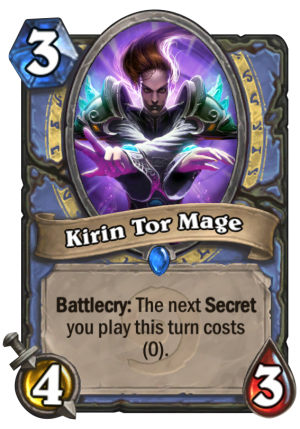 3
Kirin Tor Mage
Battlecry: The next Secret
you play this turn costs
(0).
4
3